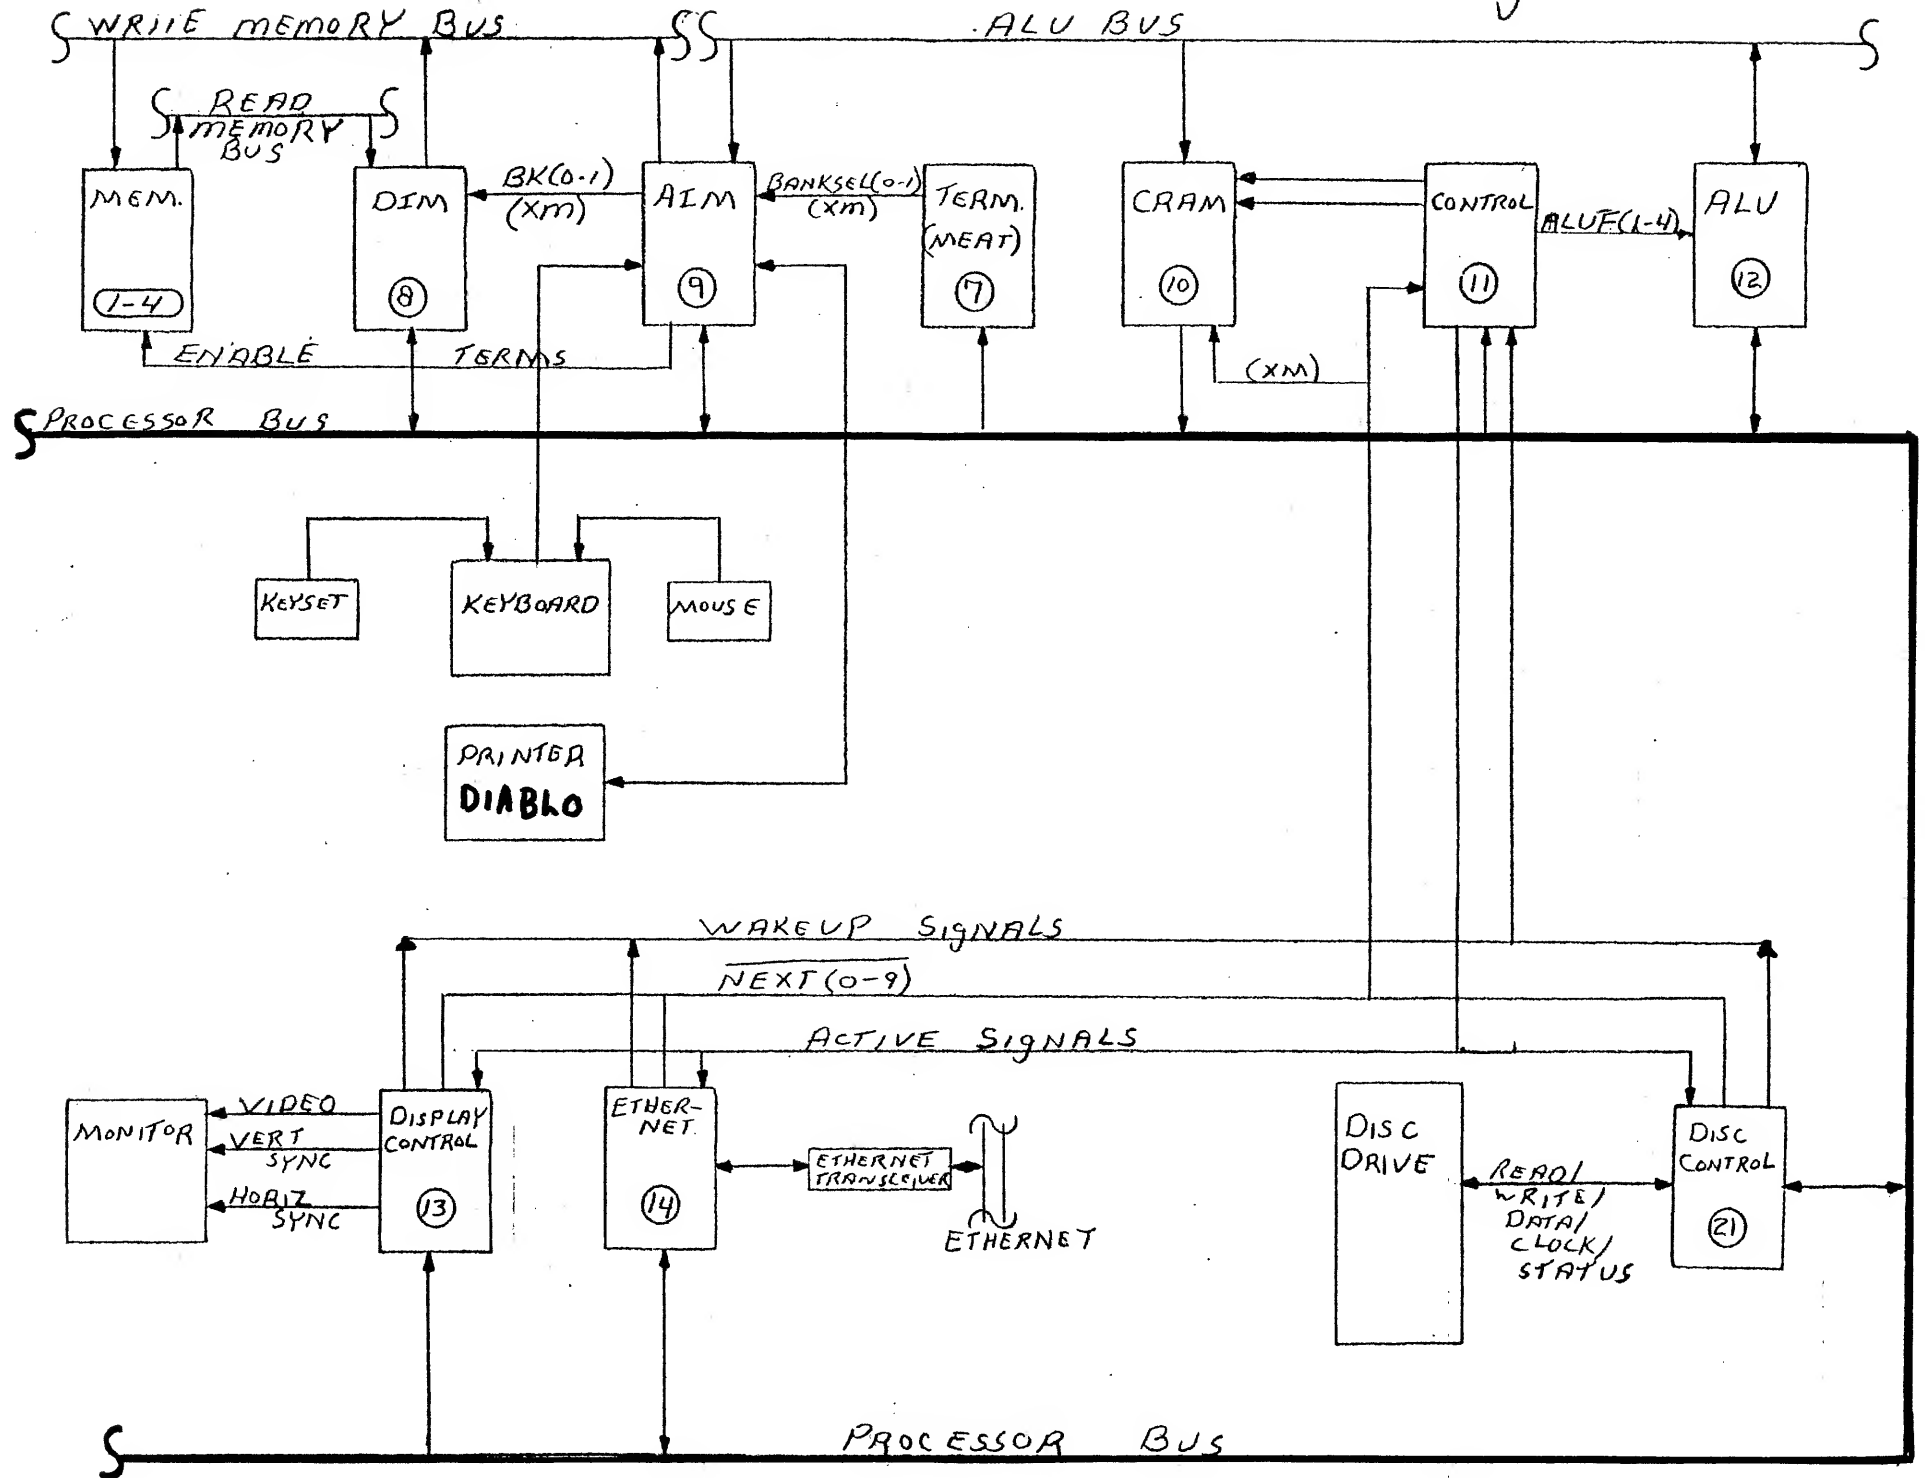 WRITE MEMORY BUS
ALU BUS
READ
MEMORY
BUS
MEM.
1-4
DIM
8
BK(0-1)
(XM)
AIM
9
BANKSEL(0-1)
(XM)
TERM.
(MEAT)
7
CRAM
10
CONTROL
11
ALUF(1-4)
ALU
12
ENABLE TERMS
(XM)
PROCESSOR BUS
KEYSET
KEYBOARD
MOUSE
PRINTER
DIABLO
WAKEUP SIgNALS
NEXT(0-9)
ACTIVE SIgNALS
MONITOR
VIDEO
VERT
SYNC
HORIZ
SYNC
DISPLAY
CONTROL
13
ETHER-
NET.
14
ETHERNET
TRANSCEIVER
ETHERNET
DISC
DRIVE
READ/
WRITE/
DATA/
CLOCK/
STATUS
DISC
CONTROL
21
PROCESSOR BUS